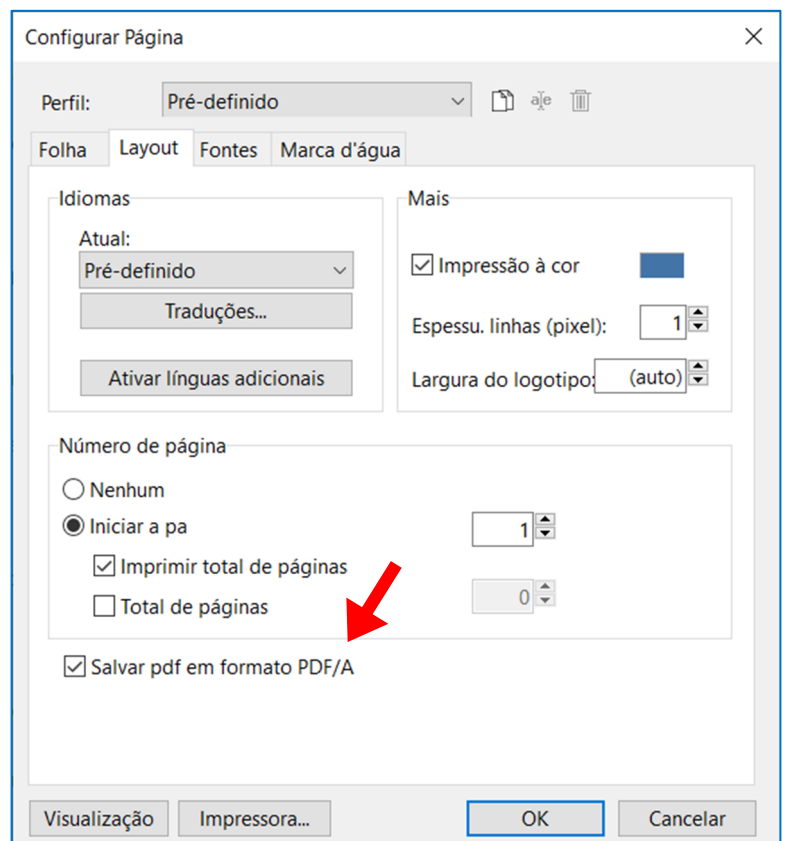 Configurar Página
Perfil: Pré-definido aʃe
Folha Layout Fontes Marca d'água
Idiomas
Atual:
Pré-definido
Traduções...
Ativar línguas adicionais
Mais
Impressão à cor
Espessu. linhas (pixel): 1
Largura do logotipo: (auto)
Número de página
Nenhum
Iniciar a pa 1
Imprimir total de páginas
Total de páginas 0
Salvar pdf em formato PDF/A
Visualização Impressora... OK Cancelar